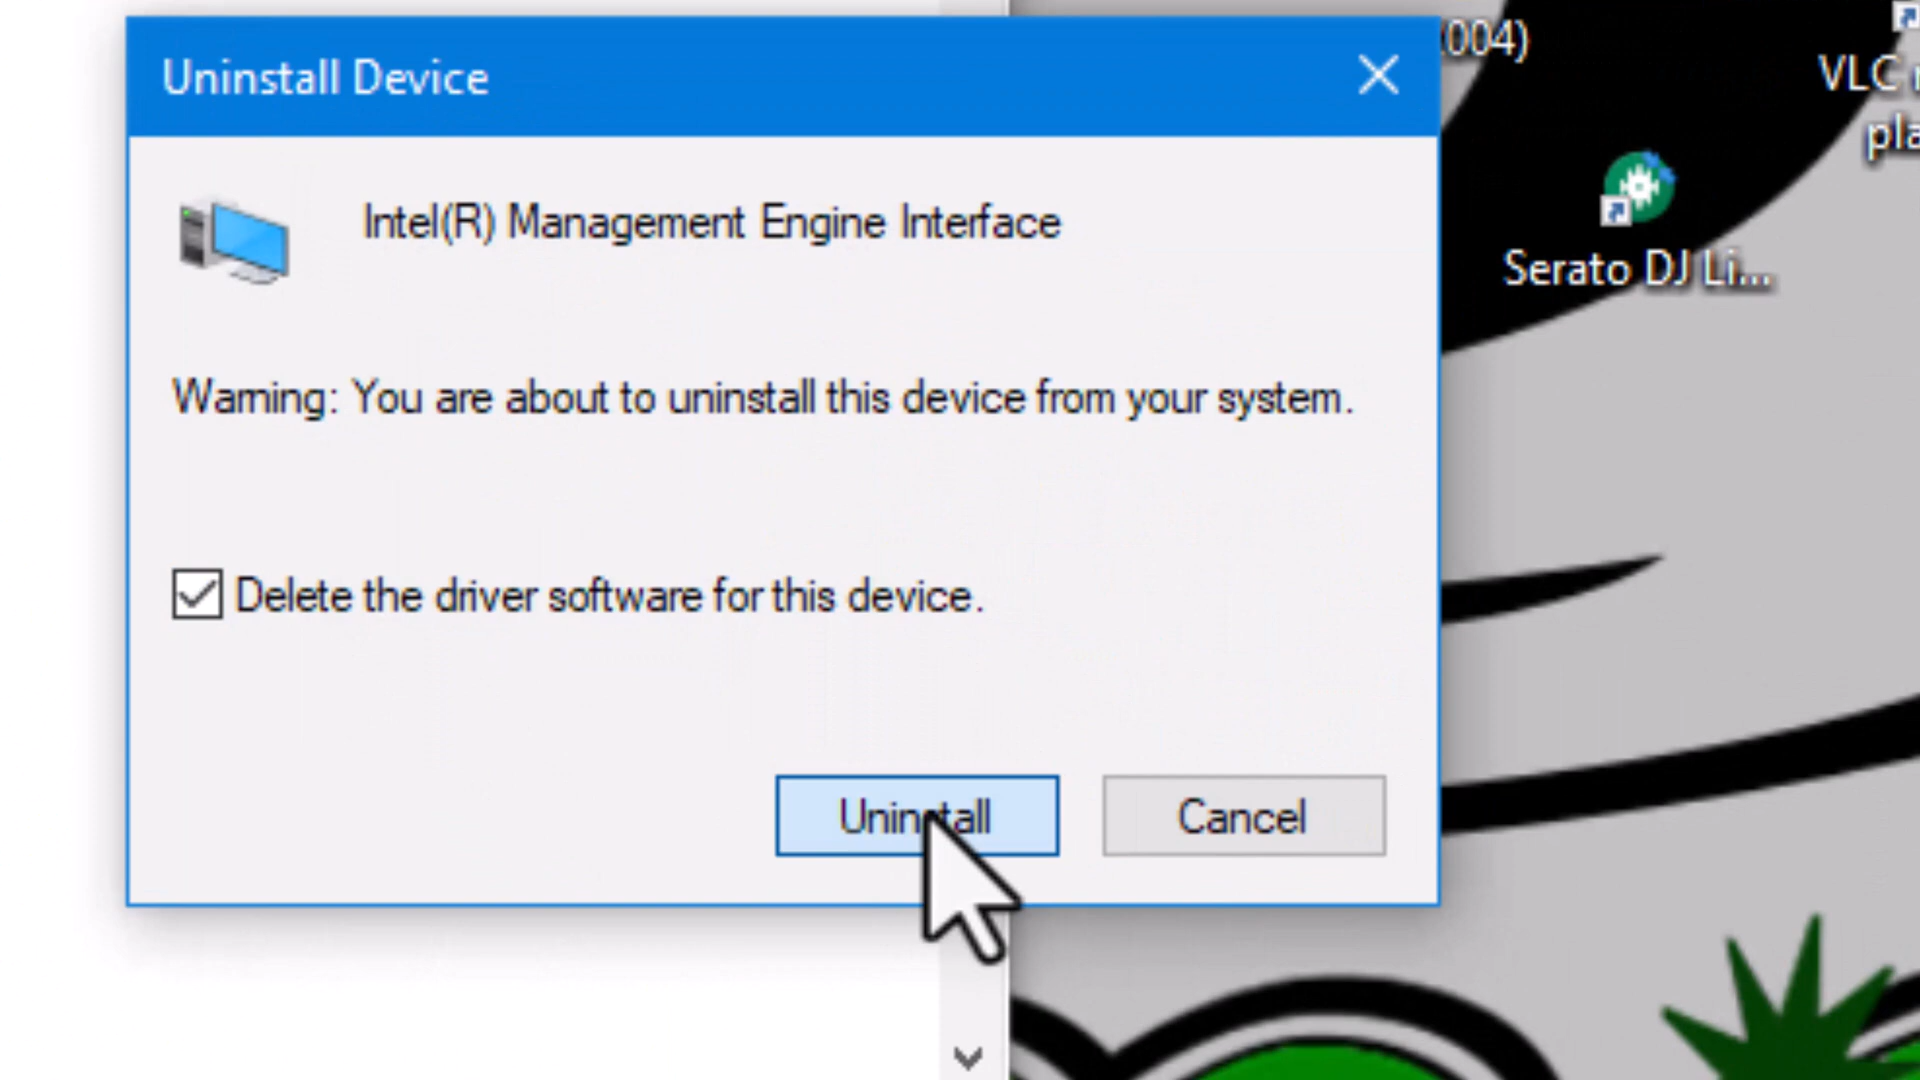 Uninstall Device
Intel(R) Management Engine Interface
Warning: You are about to uninstall this device from your system.
Delete the driver software for this device.
Uninstall
Cancel
004)
VLC
Serato DJ Li...